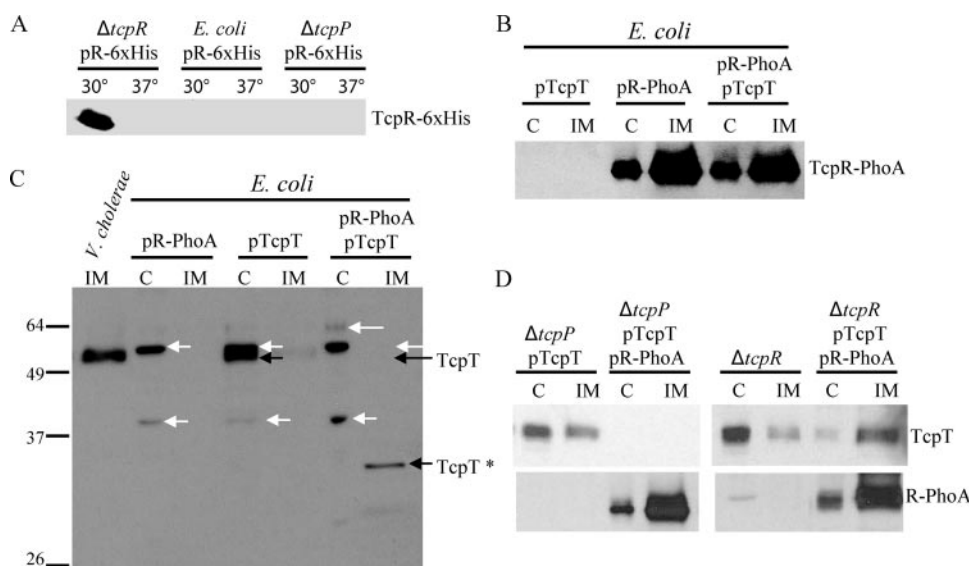 A
ΔtcpR E. coli ΔtcpP
pR-6xHis pR-6xHis pR-6xHis
30° 37° 30° 37° 30° 37°
TcpR-6xHis
B
E. coli
pR-PhoA
pTcpT pR-PhoA pTcpT
C IM C IM C IM
TcpR-PhoA
C
V. cholerae
E. coli
pR-PhoA
pR-PhoA pTcpT pTcpT
IM C IM C IM C IM
64
49
37
26
TcpT
TcpT *
D
ΔtcpP
ΔtcpP pTcpT
pTcpT pR-PhoA
C IM C IM
ΔtcpR
pTcpT
ΔtcpR pR-PhoA
C IM C IM
TcpT
R-PhoA